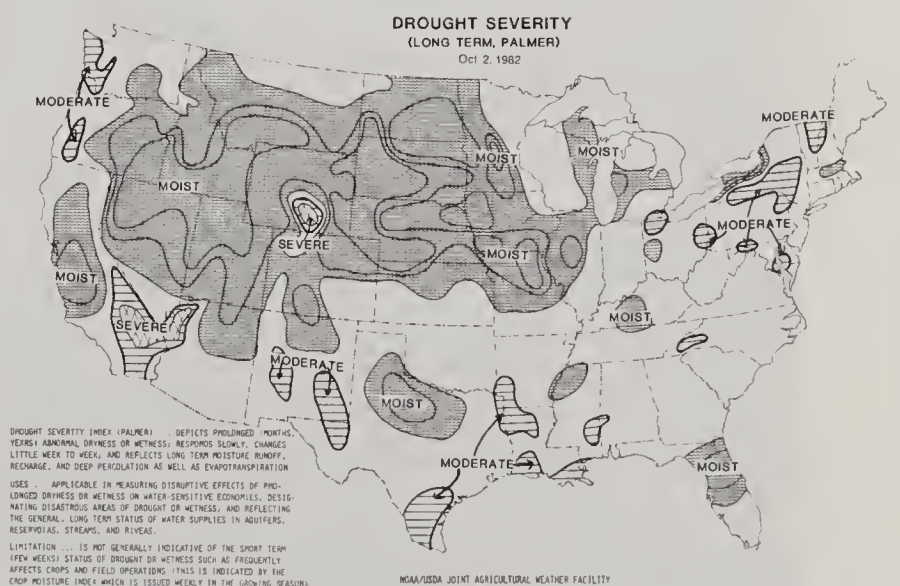 DROUGHT SEVERITY
(LONG TERM, PALMER)
Oct 2, 1982
MODERATE
MODERATE
MOIST
MOIST
MOIST
SEVERE
MODERATE
MOIST
MOIST
SEVERE
MOIST
MODERATE
MOIST
MODERATE
MOIST
DROUGHT SEVERITY INDEX (PALMER) . DEPICTS PROLONGED (MONTHS,
YEARS) ABNORMAL DRYNESS OR WETNESS; RESPONDS SLOWLY, CHANGES
LITTLE WEEK TO WEEK, AND REFLECTS LONG TERM MOISTURE RUNOFF,
RECHARGE, AND DEEP PERCOLATION AS WELL AS EVAPOTRANSPIRATION
USES . APPLICABLE IN MEASURING DISRUPTIVE EFFECTS OF PRO-
LONGED DRYNESS OR WETNESS ON WATER-SENSITIVE ECONOMIES, DESIG-
NATING DISASTROUS AREAS OF DROUGHT OR WETNESS, AND REFLECTING
THE GENERAL, LONG TERM STATUS OF WATER SUPPLIES IN AQUIFERS,
RESERVOIRS, STREAMS, AND RIVERS.
LIMITATION ... IS NOT GENERALLY INDICATIVE OF THE SHORT TERM
(FEW WEEKS) STATUS OF DROUGHT OR WETNESS SUCH AS FREQUENTLY
AFFECTS CROPS AND FIELD OPERATIONS (THIS IS INDICATED BY THE
CROP MOISTURE INDEX WHICH IS ISSUED WEEKLY IN THE GROWING SEASON)
NOAA/USDA JOINT AGRICULTURAL WEATHER FACILITY